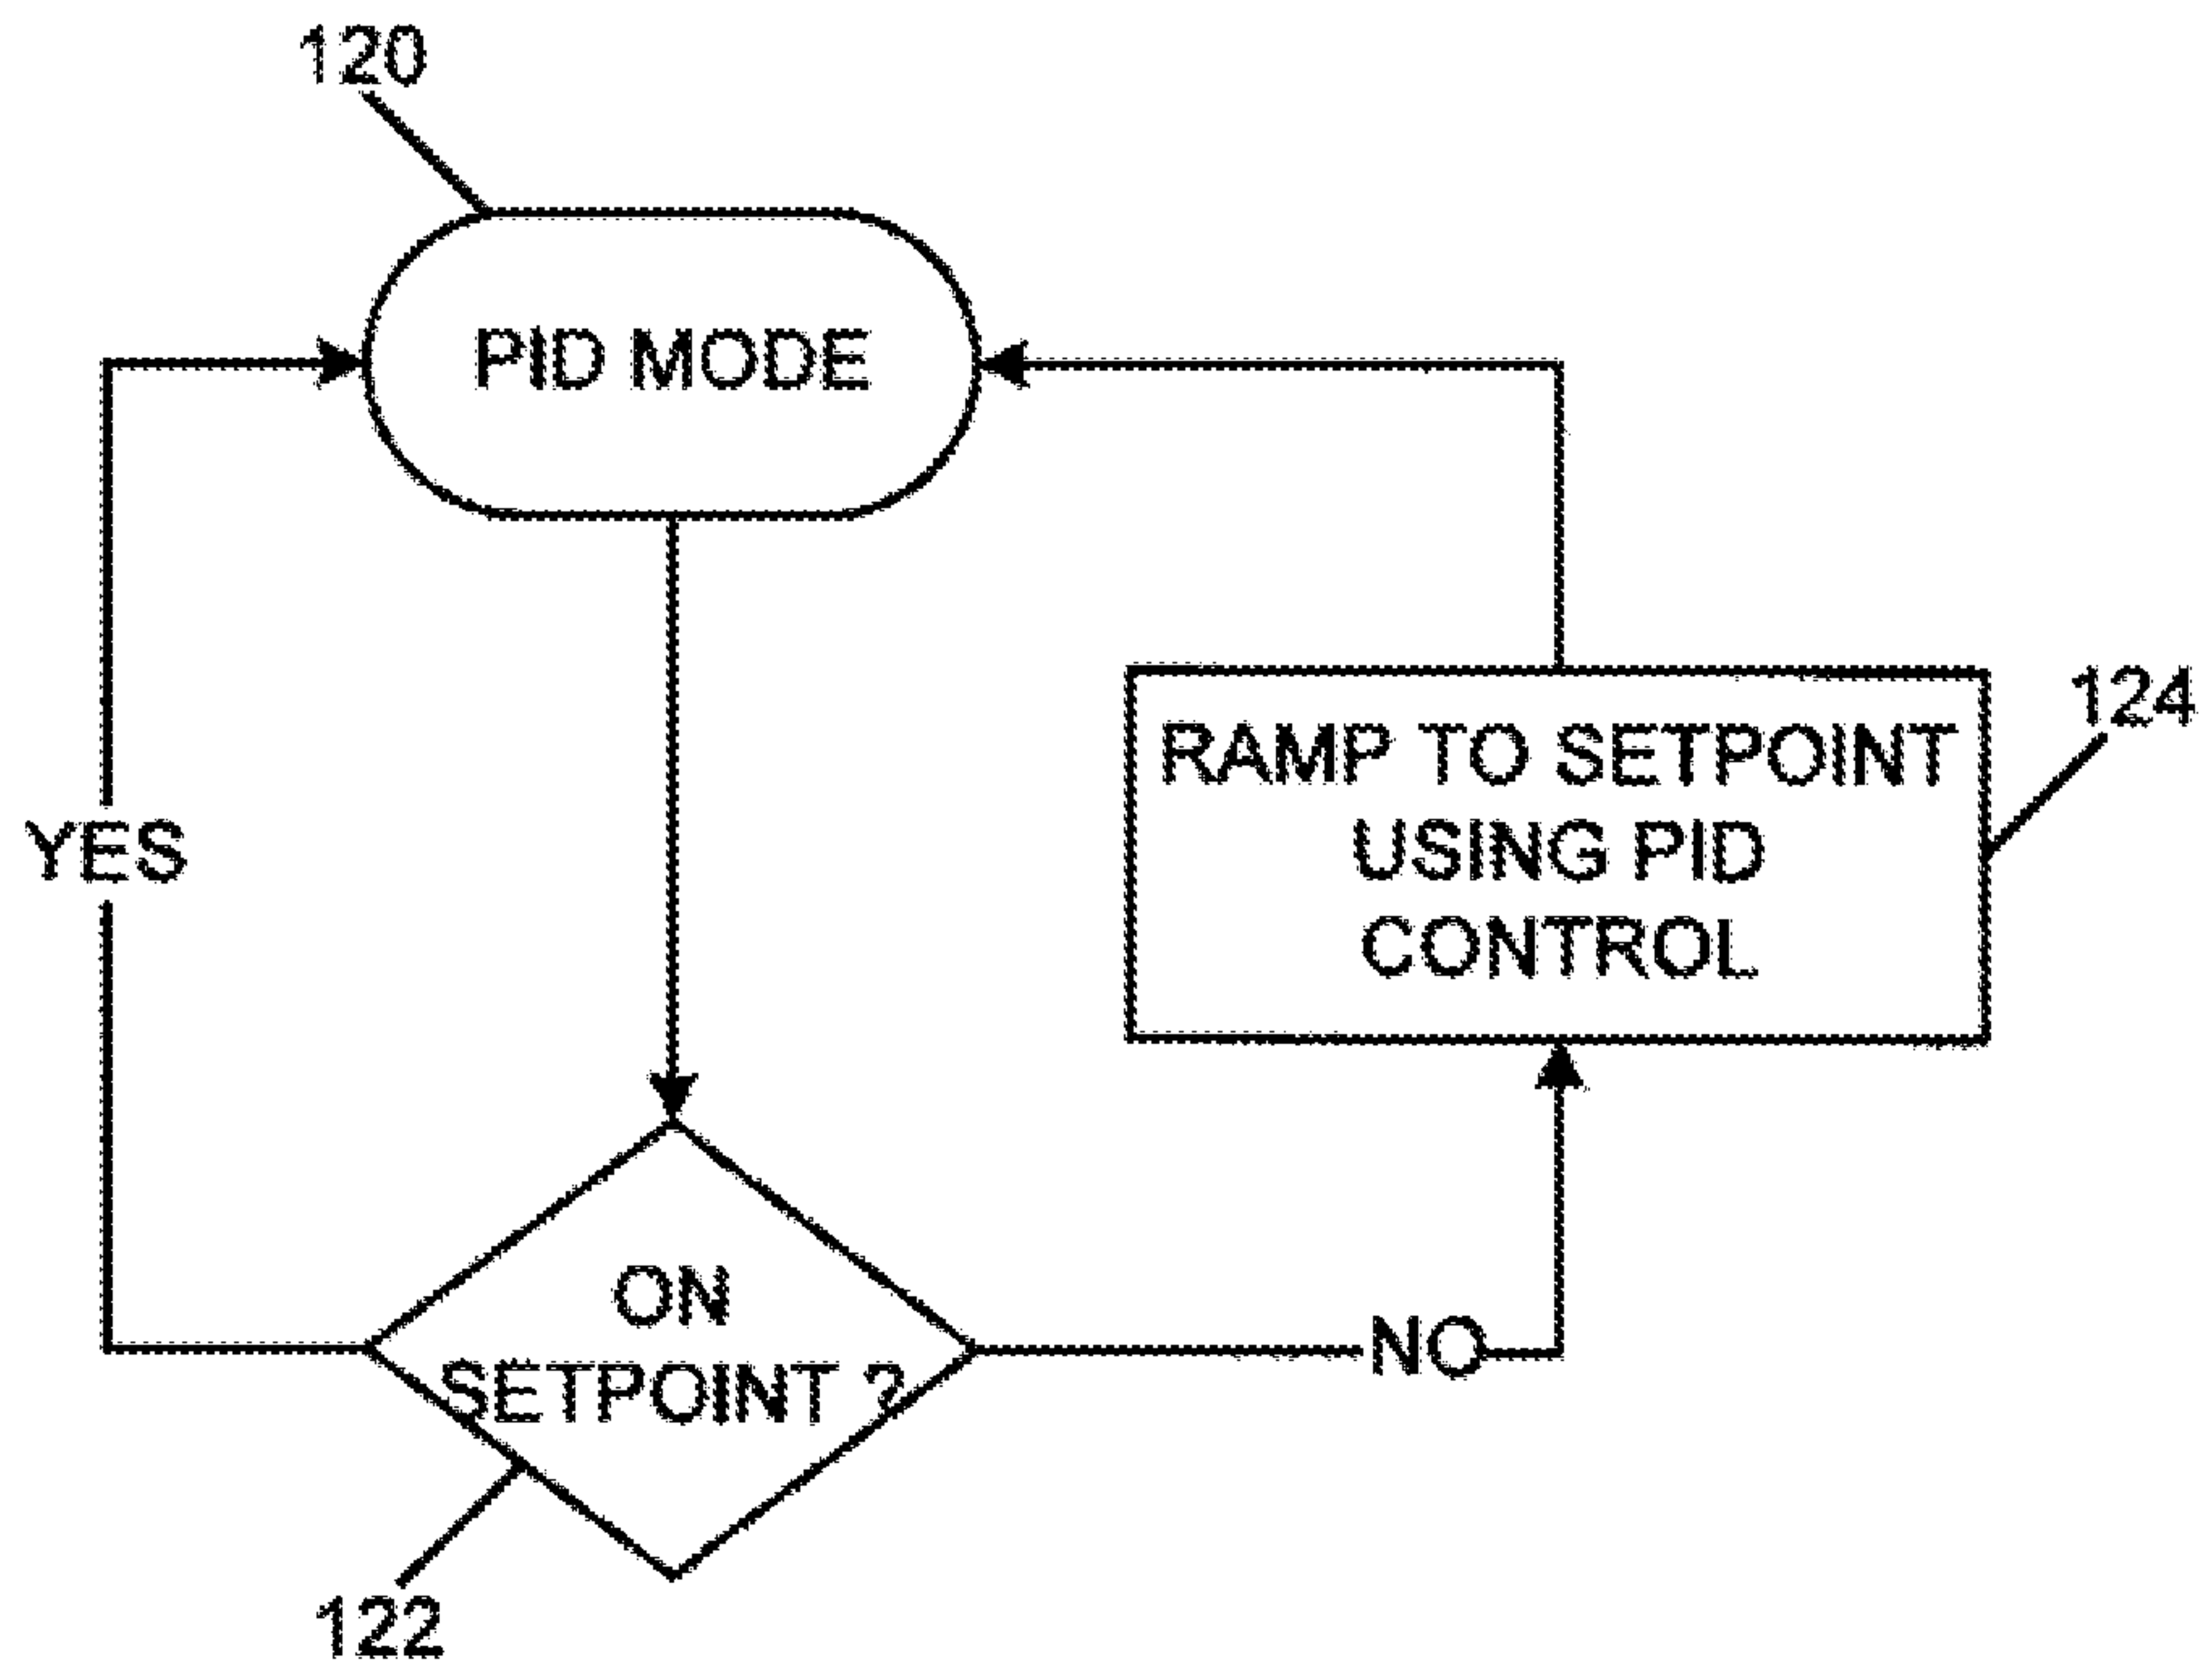 120
PID MODE
RAMP TO SETPOINT
USING PID
CONTROL
124
YES
ON
SETPOINT ?
NO
122